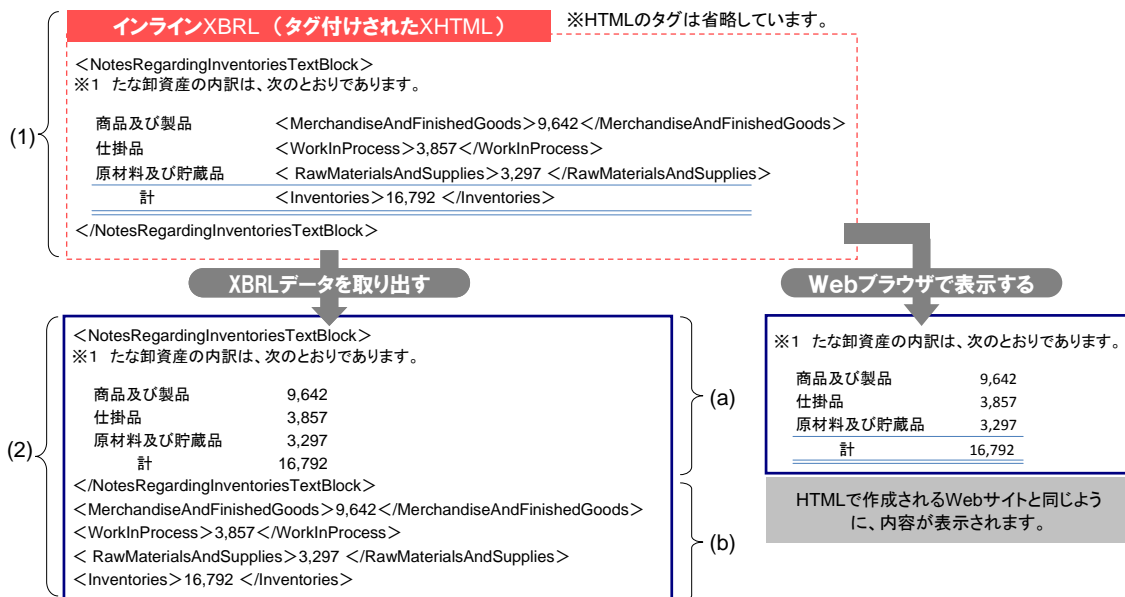 インラインXBRL（タグ付けされたXHTML）
※HTMLのタグは省略しています。
(1)
＜NotesRegardingInventoriesTextBlock＞
※1 たな卸資産の内訳は、次のとおりであります。
商品及び製品 ＜MerchandiseAndFinishedGoods＞9,642＜/MerchandiseAndFinishedGoods＞
仕掛品 ＜WorkInProcess＞3,857＜/WorkInProcess＞
原材料及び貯蔵品 ＜ RawMaterialsAndSupplies＞3,297 ＜/RawMaterialsAndSupplies＞
計 ＜Inventories＞16,792 ＜/Inventories＞
＜/NotesRegardingInventoriesTextBlock＞
XBRLデータを取り出す
Webブラウザで表示する
(2)
＜NotesRegardingInventoriesTextBlock＞
※1 たな卸資産の内訳は、次のとおりであります。
商品及び製品 9,642
仕掛品 3,857
原材料及び貯蔵品 3,297
計 16,792
＜/NotesRegardingInventoriesTextBlock＞
(a)
＜MerchandiseAndFinishedGoods＞9,642＜/MerchandiseAndFinishedGoods＞
＜WorkInProcess＞3,857＜/WorkInProcess＞
＜ RawMaterialsAndSupplies＞3,297 ＜/RawMaterialsAndSupplies＞
＜Inventories＞16,792 ＜/Inventories＞
(b)
※1 たな卸資産の内訳は、次のとおりであります。
商品及び製品 9,642
仕掛品 3,857
原材料及び貯蔵品 3,297
計 16,792
HTMLで作成されるWebサイトと同じよう
に、内容が表示されます。